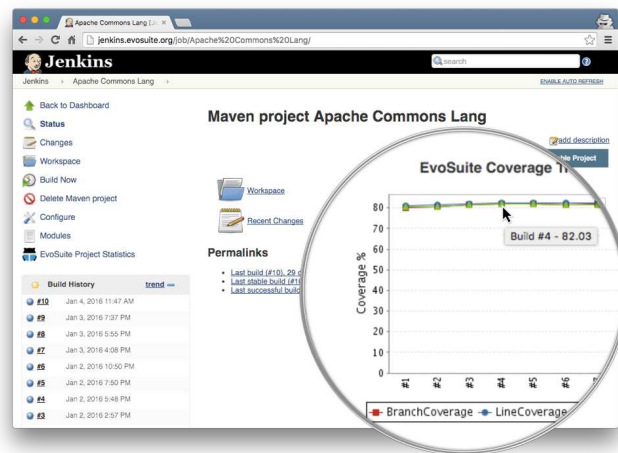 Apache Commons Lang [Je
jenkins.evosuite.org/job/Apache%20Commons%20Lang/
Jenkins
search
Jenkins › Apache Commons Lang ›
ENABLE AUTO REFRESH
Back to Dashboard
Status
Changes
Workspace
Build Now
Delete Maven project
Configure
Modules
EvoSuite Project Statistics
Build History trend
#10 Jan 4, 2016 11:47 AM
#9 Jan 3, 2016 7:37 PM
#8 Jan 3, 2016 5:55 PM
#7 Jan 3, 2016 4:08 PM
#6 Jan 2, 2016 10:50 PM
#5 Jan 2, 2016 7:50 PM
#4 Jan 2, 2016 5:48 PM
#3 Jan 2, 2016 2:57 PM
Maven project Apache Commons Lang
add description
Project
Workspace
Recent Changes
Permalinks
Last build (#10), 29
Last stable build (#1
Last successful build
EvoSuite Coverage
Coverage %
80
70
60
50
40
30
20
10
0
Build #4 - 82.03
#1 #2 #3 #4 #5 #6
BranchCoverage LineCoverage